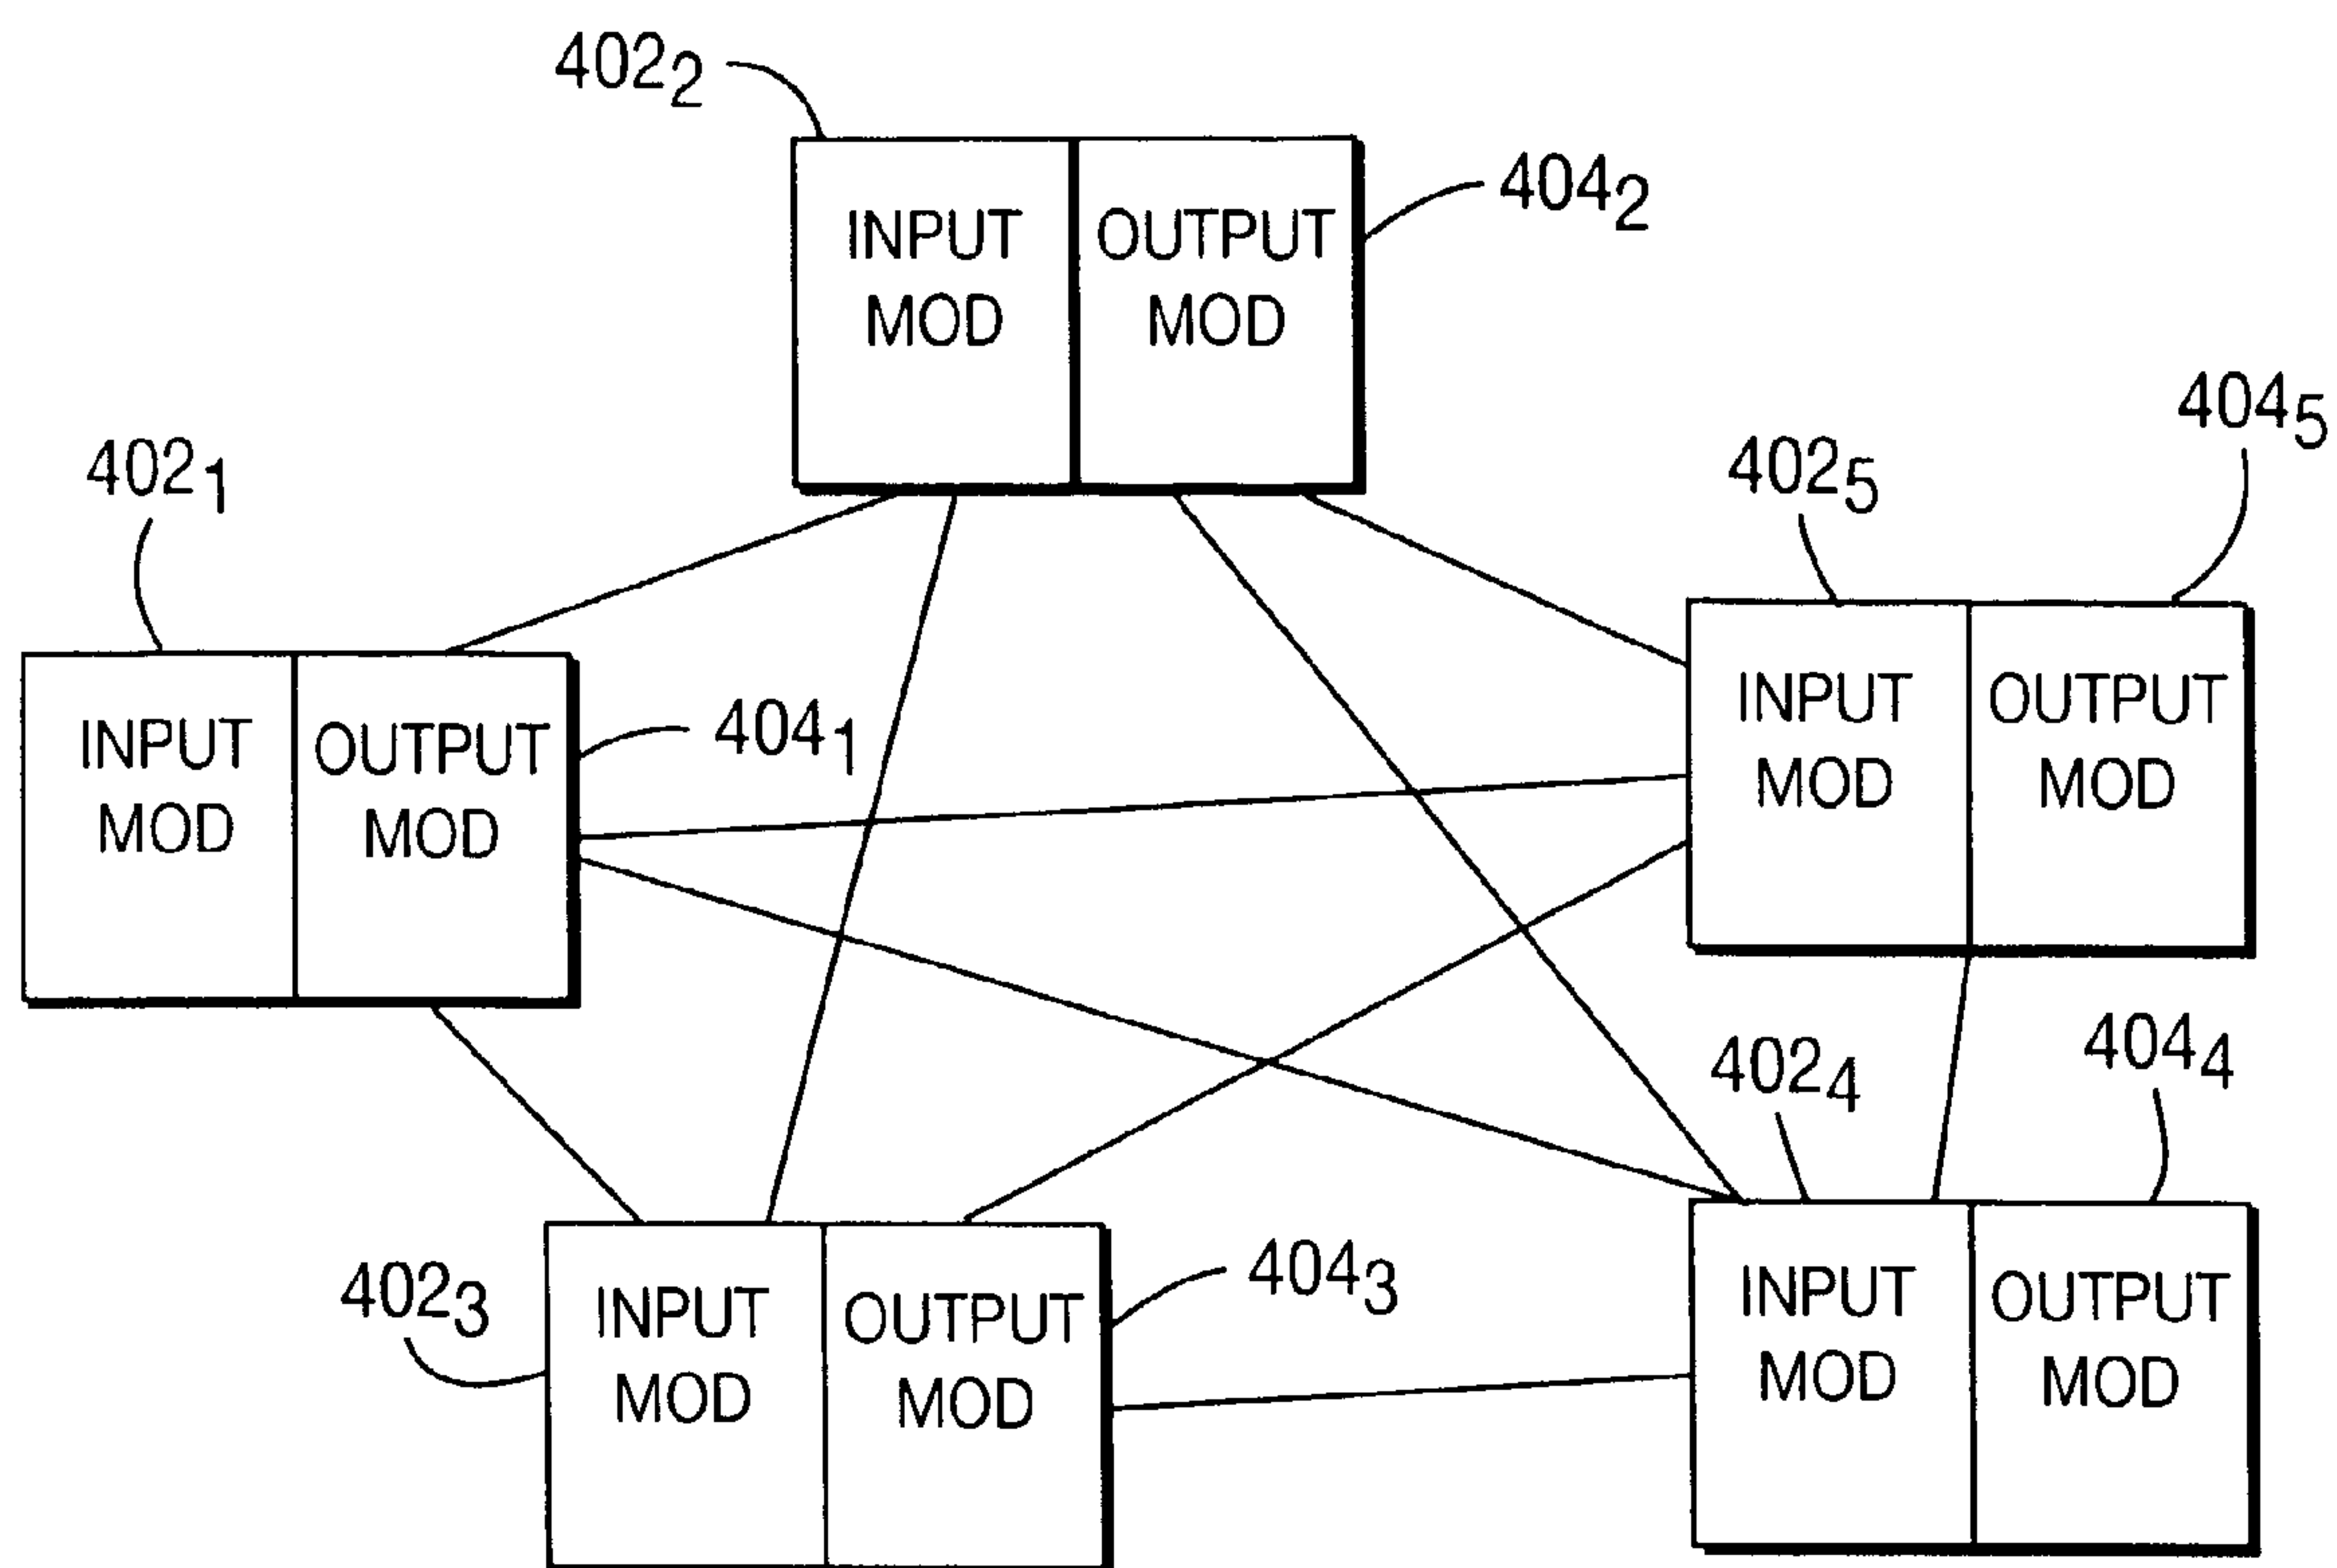 402₂
404₂
INPUT MOD
OUTPUT MOD
402₁
404₁
INPUT MOD
OUTPUT MOD
402₅
404₅
INPUT MOD
OUTPUT MOD
402₃
404₃
INPUT MOD
OUTPUT MOD
402₄
404₄
INPUT MOD
OUTPUT MOD